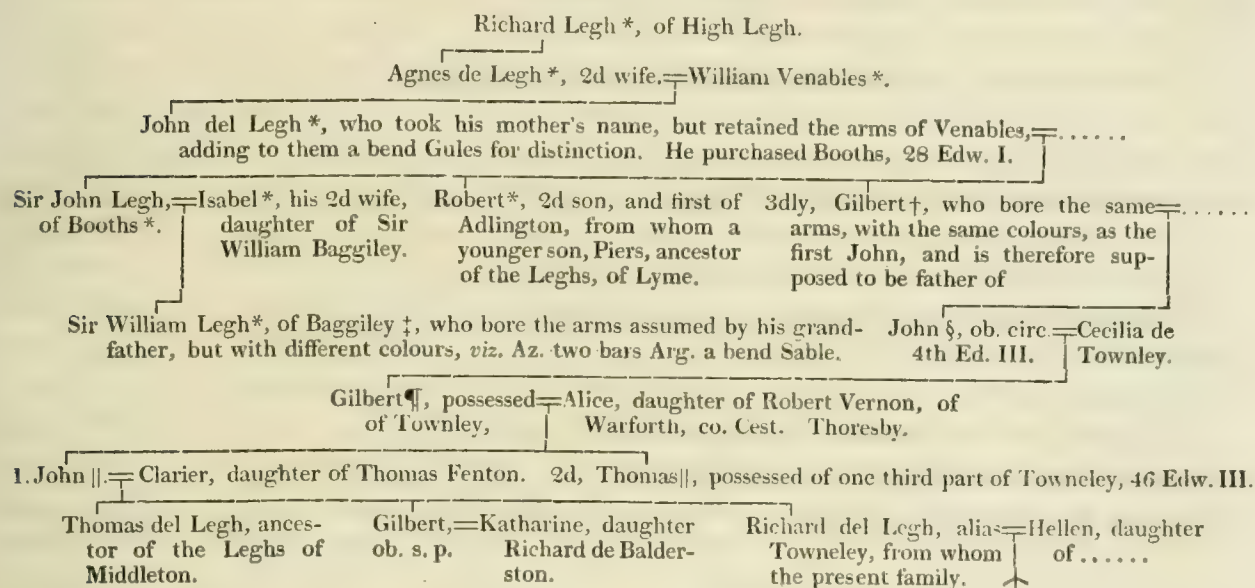 Richard Legh *, of High Legh.
Agnes de Legh *, 2d wife.=William Venables *.
John del Legh *, who took his mother's name, but retained the arms of Venables,=......
adding to them a bend Gules for distinction. He purchased Booths, 28 Edw. I.
Sir John Legh,=Isabel *, his 2d wife,
of Booths *. daughter of Sir
William Baggiley.
Robert*, 2d son, and first of
Adlington, from whom a
younger son, Piers, ancestor
of the Leghs, of Lyme.
3dly, Gilbert †, who bore the same=......
arms, with the same colours, as the
first John, and is therefore sup-
posed to be father of
Sir William Legh*, of Baggiley ‡, who bore the arms assumed by his grand-
father, but with different colours, viz. Az. two bars Arg. a bend Sable.
John §, ob. circ.=Cecilia de
4th Ed. III. Townley.
Gilbert¶, possessed=Alice, daughter of Robert Vernon, of
of Townley, Warforth, co. Cest. Thoresby.
1. John ||.=Clarier, daughter of Thomas Fenton. 2d, Thomas||, possessed of one third part of Towneley, 46 Edw. III.
Thomas del Legh, ances-
tor of the Leghs of
Middleton.
Gilbert,=Katharine, daughter
ob. s. p. Richard de Balder-
ston.
Richard del Legh, alias=Hellen, daughter
Towneley, from whom of ......
the present family.